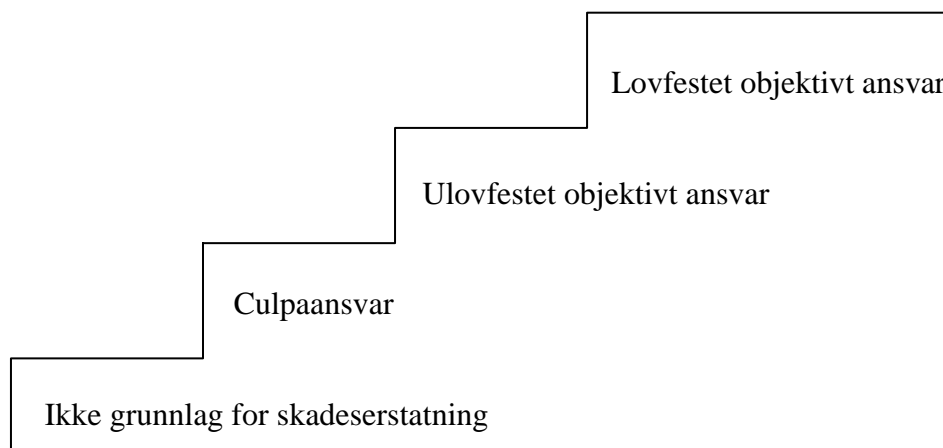 Lovfestet objektivt ansvar
Ulovfestet objektivt ansvar
Culpaansvar
Ikke grunnlag for skadeserstatning